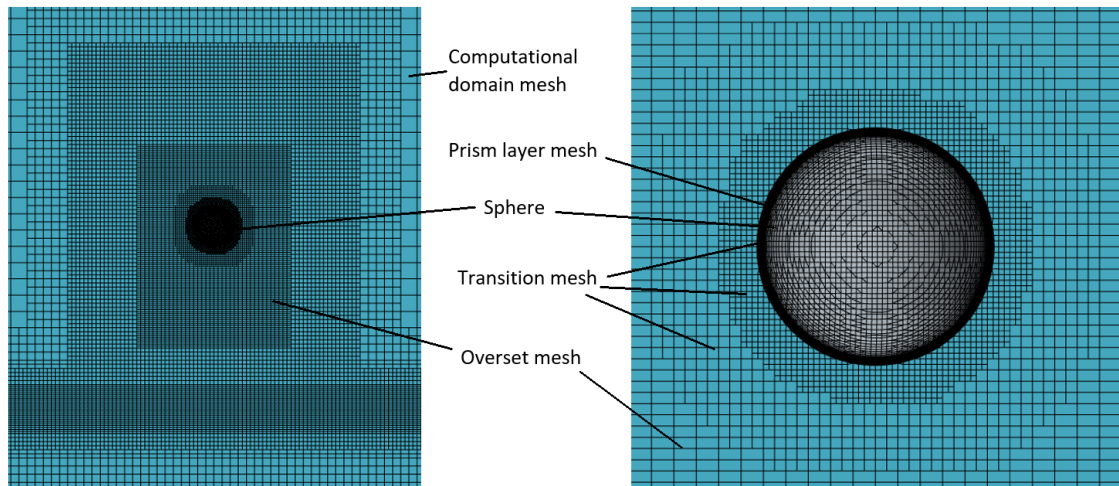 Computational
domain mesh
Prism layer mesh
Sphere
Transition mesh
Overset mesh